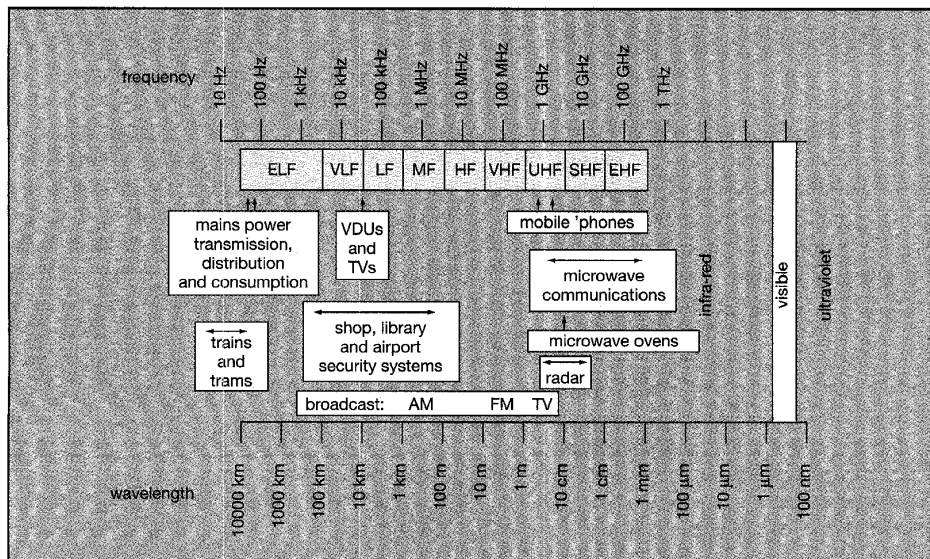 frequency
10 Hz
100 Hz
1 kHz
10 kHz
100 kHz
1 MHz
10 MHz
100 MHz
1 GHz
10 GHz
100 GHz
1 THz
ELF VLF LF MF HF VHF UHF SHF EHF
mains power
transmission,
distribution
and consumption
VDUs
and
TVs
mobile 'phones
microwave
communications
infra-red
visible
ultraviolet
trains
and
trams
shop, library
and airport
security systems
microwave ovens
radar
broadcast: AM FM TV
wavelength
10000 km
1000 km
100 km
10 km
1 km
100 m
10 m
1 m
10 cm
1 cm
1 mm
100 µm
10 µm
1 µm
100 nm